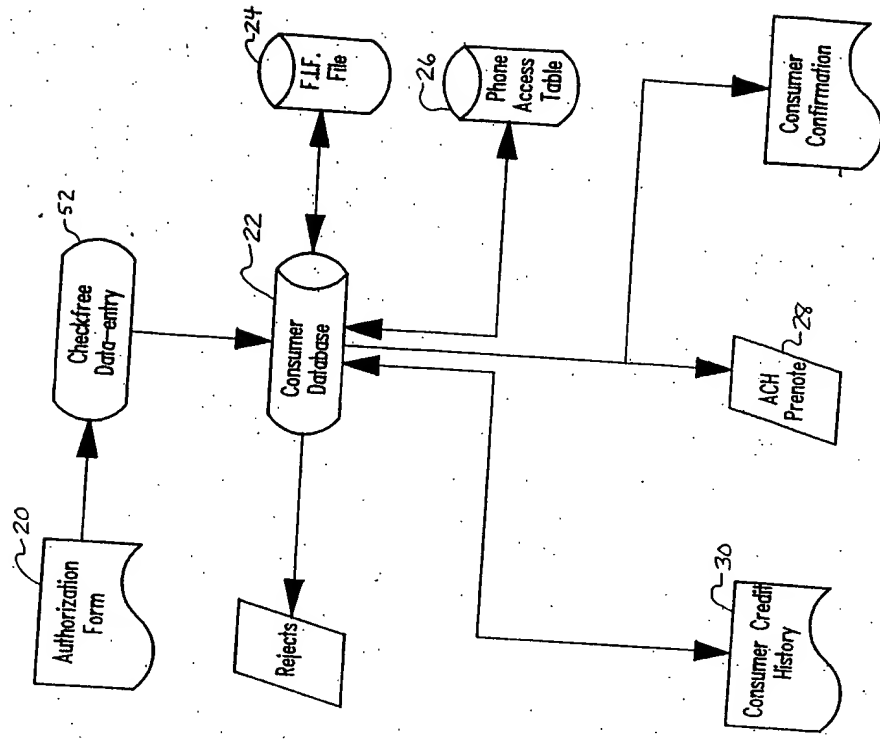 20
Authorization
Form
52
Checkfree
Data-entry
Rejects
22
Consumer
Database
24
F.I.F.
File
26
Phone
Access
Table
30
Consumer Credit
History
28
ACH
Prenote
Consumer
Confirmation